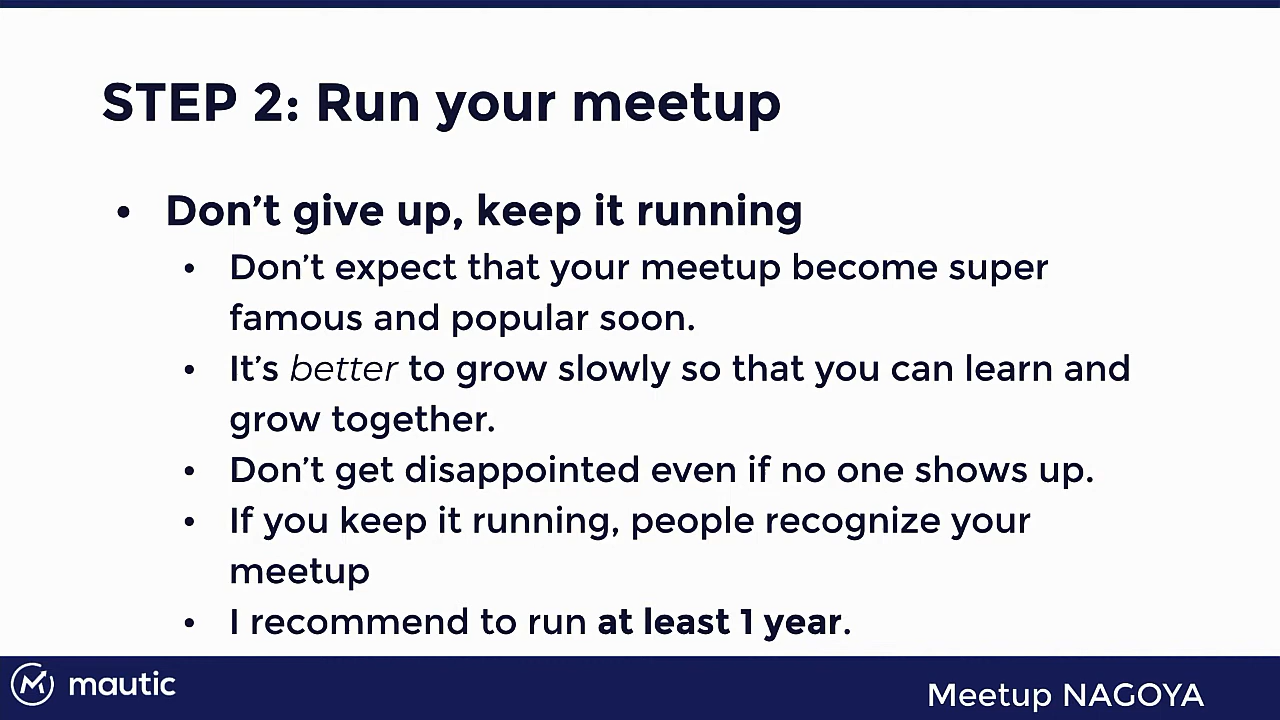 STEP 2: Run your meetup
• Don’t give up, keep it running
• Don’t expect that your meetup become super
famous and popular soon.
• It’s better to grow slowly so that you can learn and
grow together.
• Don’t get disappointed even if no one shows up.
• If you keep it running, people recognize your
meetup
• I recommend to run at least 1 year.
mautic
Meetup NAGOYA